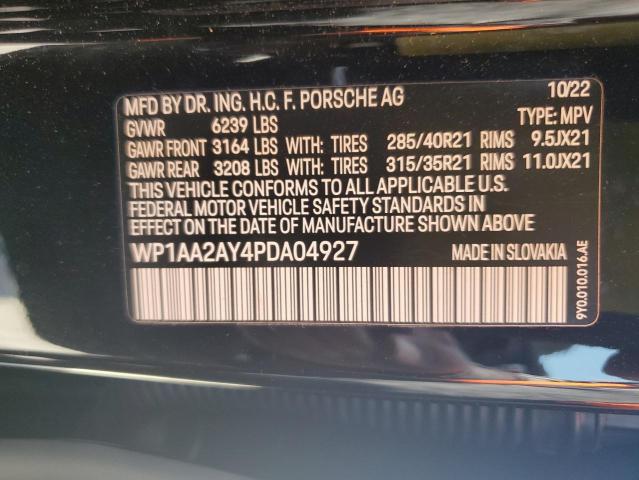 MFD BY DR. ING. H.C. F. PORSCHE AG 10/22
GVWR 6239 LBS TYPE: MPV
GAWR FRONT 3164 LBS WITH: TIRES 285/40R21 RIMS 9.5JX21
GAWR REAR 3208 LBS WITH: TIRES 315/35R21 RIMS 11.0JX21
THIS VEHICLE CONFORMS TO ALL APPLICABLE U.S.
FEDERAL MOTOR VEHICLE SAFETY STANDARDS IN
EFFECT ON THE DATE OF MANUFACTURE SHOWN ABOVE
WP1AA2AY4PDA04927 MADE IN SLOVAKIA
9Y0.010.016.AE